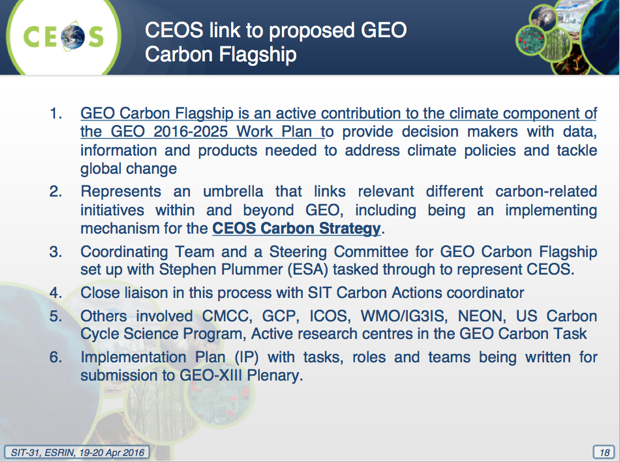 CEOS
CEOS link to proposed GEO
Carbon Flagship
1. GEO Carbon Flagship is an active contribution to the climate component of
the GEO 2016-2025 Work Plan to provide decision makers with data,
information and products needed to address climate policies and tackle
global change
2. Represents an umbrella that links relevant different carbon-related
initiatives within and beyond GEO, including being an implementing
mechanism for the CEOS Carbon Strategy.
3. Coordinating Team and a Steering Committee for GEO Carbon Flagship
set up with Stephen Plummer (ESA) tasked through to represent CEOS.
4. Close liaison in this process with SIT Carbon Actions coordinator
5. Others involved CMCC, GCP, ICOS, WMO/IG3IS, NEON, US Carbon
Cycle Science Program, Active research centres in the GEO Carbon Task
6. Implementation Plan (IP) with tasks, roles and teams being written for
submission to GEO-XIII Plenary.
SIT-31, ESRIN, 19-20 Apr 2016
18